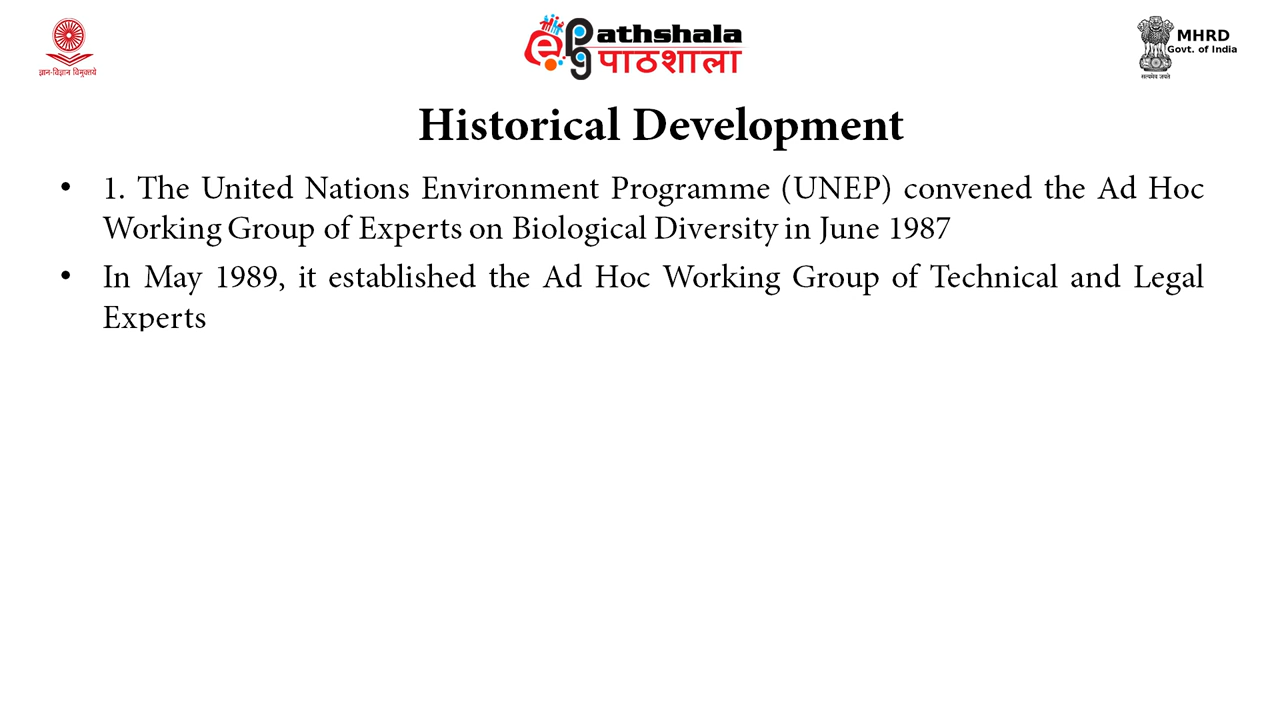 ज्ञान-विज्ञान विमुक्तये
athshala
पाठशाला
MHRD
Govt. of India
सत्यमेव जयते
Historical Development
• 1. The United Nations Environment Programme (UNEP) convened the Ad Hoc
Working Group of Experts on Biological Diversity in June 1987
• In May 1989, it established the Ad Hoc Working Group of Technical and Legal
Experts